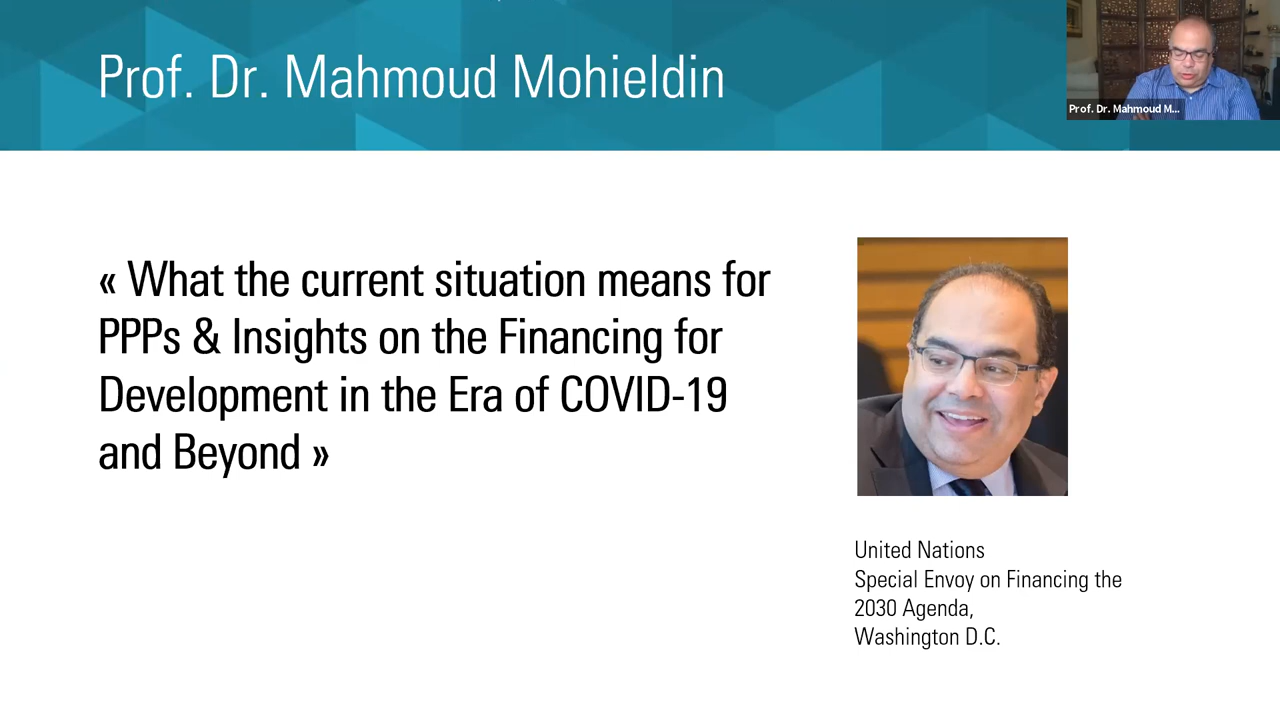 Prof. Dr. Mahmoud Mohieldin
Prof. Dr. Mahmoud M...
« What the current situation means for
PPPs & Insights on the Financing for
Development in the Era of COVID-19
and Beyond »
United Nations
Special Envoy on Financing the
2030 Agenda,
Washington D.C.